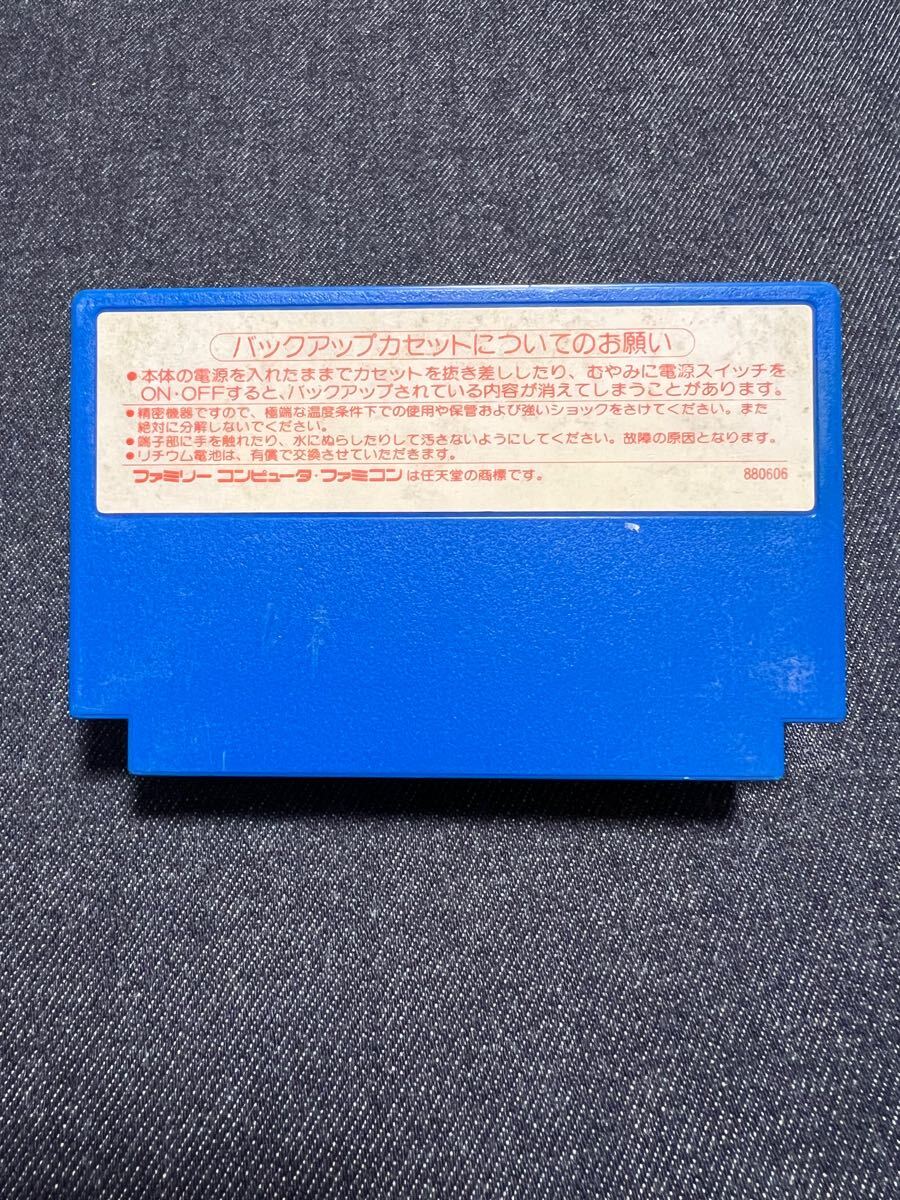 バックアップカセットについてのお願い
●本体の電源を入れたままでカセットを抜き差ししたり、むやみに電源スイッチを
ON・OFFすると、バックアップされている内容が消えてしまうことがあります。
●精密機器ですので、極端な温度条件下での使用や保管および強いショックをさけてください。また
絶対に分解しないでください。
●端子部に手を触れたり、水にぬらしたりして汚さないようにしてください。故障の原因となります。
●リチウム電池は、有償で交換させていただきます。
ファミリー コンピュータ・ファミコンは任天堂の商標です。 880606